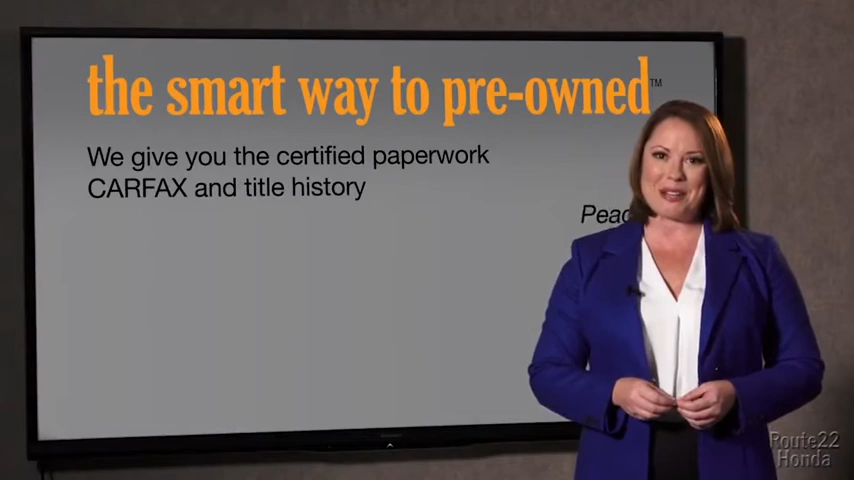 the smart way to pre-owned™
We give you the certified paperwork
CARFAX and title history
Route22
Honda